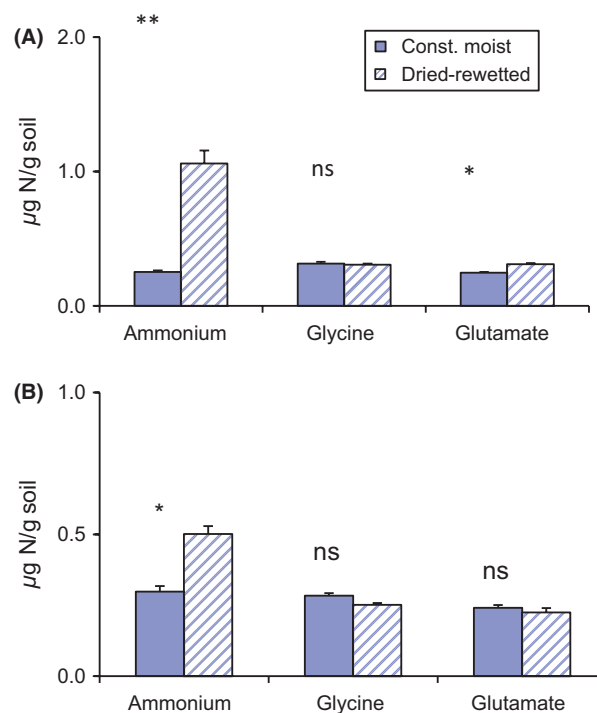 (A)
**
2.0
Const. moist
Dried-rewetted
µg N/g soil
1.0
ns
*
0.0
Ammonium Glycine Glutamate
(B)
1.0
µg N/g soil
*
0.5
ns
ns
0.0
Ammonium Glycine Glutamate